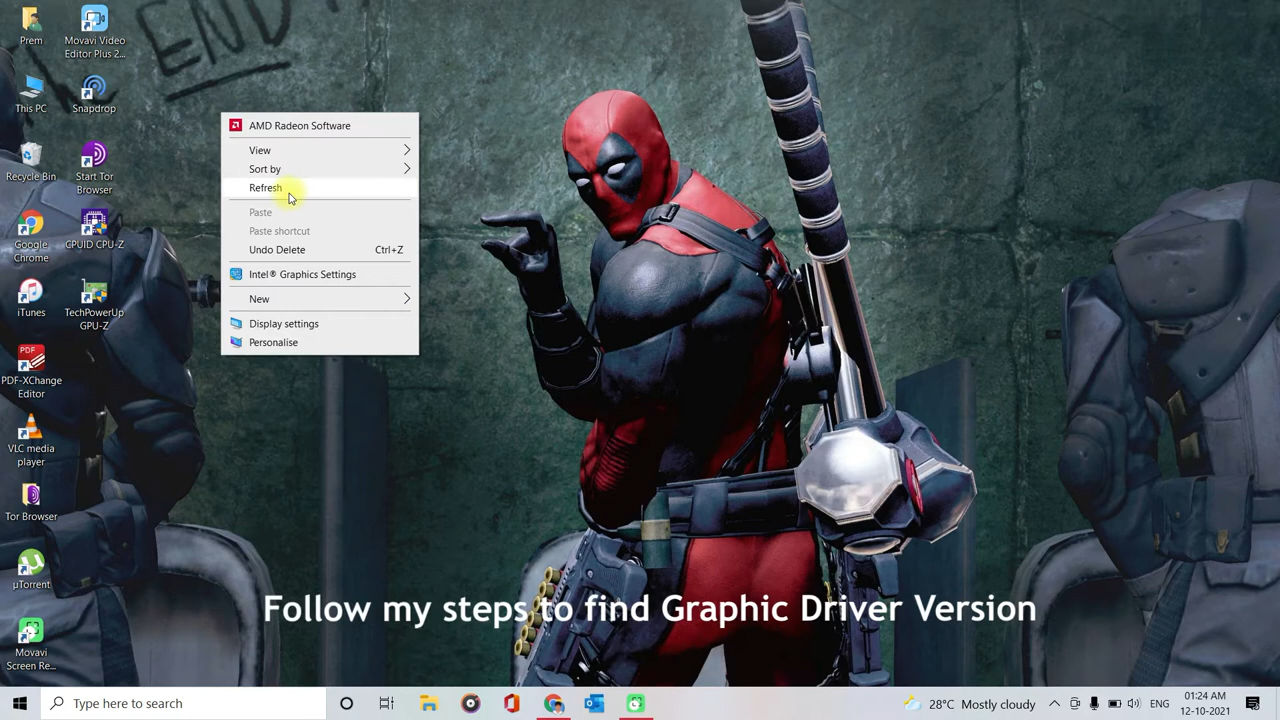 END
Prem
Movavi Video
Editor Plus 2...
This PC
Snapdrop
Recycle Bin
Start Tor
Browser
Google
Chrome
CPUID CPU-Z
iTunes
TechPowerUp
GPU-Z
PDF-XChange
Editor
VLC media
player
Tor Browser
µTorrent
Movavi
Screen Re...
AMD Radeon Software
View
Sort by
Refresh
Paste
Paste shortcut
Undo Delete Ctrl+Z
Intel® Graphics Settings
New
Display settings
Personalise
Follow my steps to find Graphic Driver Version
Type here to search
28°C Mostly cloudy
ENG
01:24 AM
12-10-2021